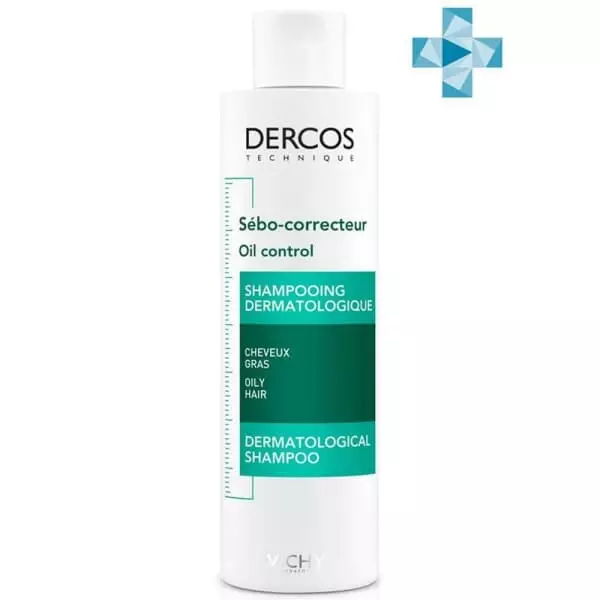 DERCOS
TECHNIQUE
Sébo-correcteur
Oil control
SHAMPOOING
DERMATOLOGIQUE
CHEVEUX
GRAS
OILY
HAIR
DERMATOLOGICAL
SHAMPOO
VICHY